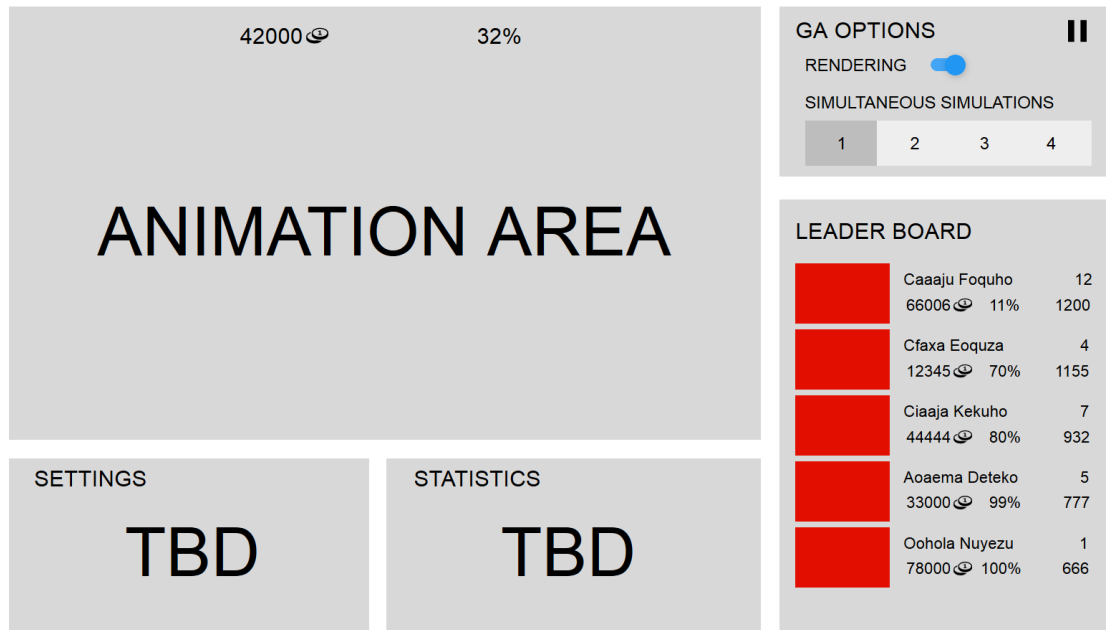 42000 32%
ANIMATION AREA
SETTINGS
TBD
STATISTICS
TBD
GA OPTIONS
RENDERING
SIMULTANEOUS SIMULATIONS
1 2 3 4
LEADER BOARD
Caaaju Foquho 12
66006 11% 1200
Cfaxa Eoquza 4
12345 70% 1155
Ciaaja Kekuho 7
44444 80% 932
Aoaema Deteko 5
33000 99% 777
Oohola Nuyezu 1
78000 100% 666